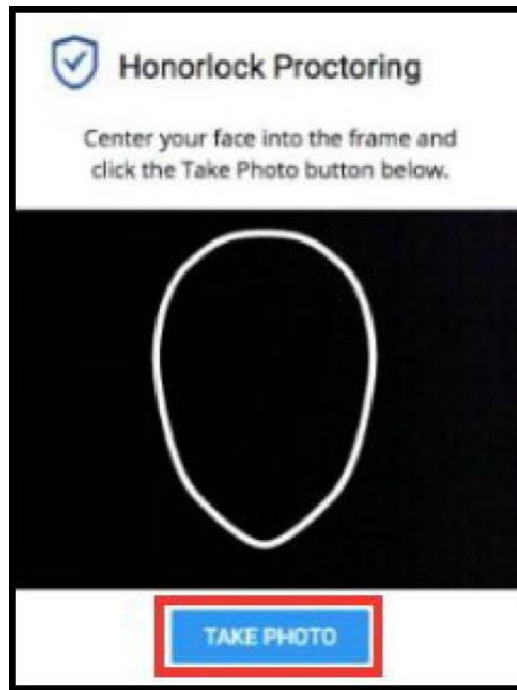 Honorlock Proctoring
Center your face into the frame and
click the Take Photo button below.
TAKE PHOTO